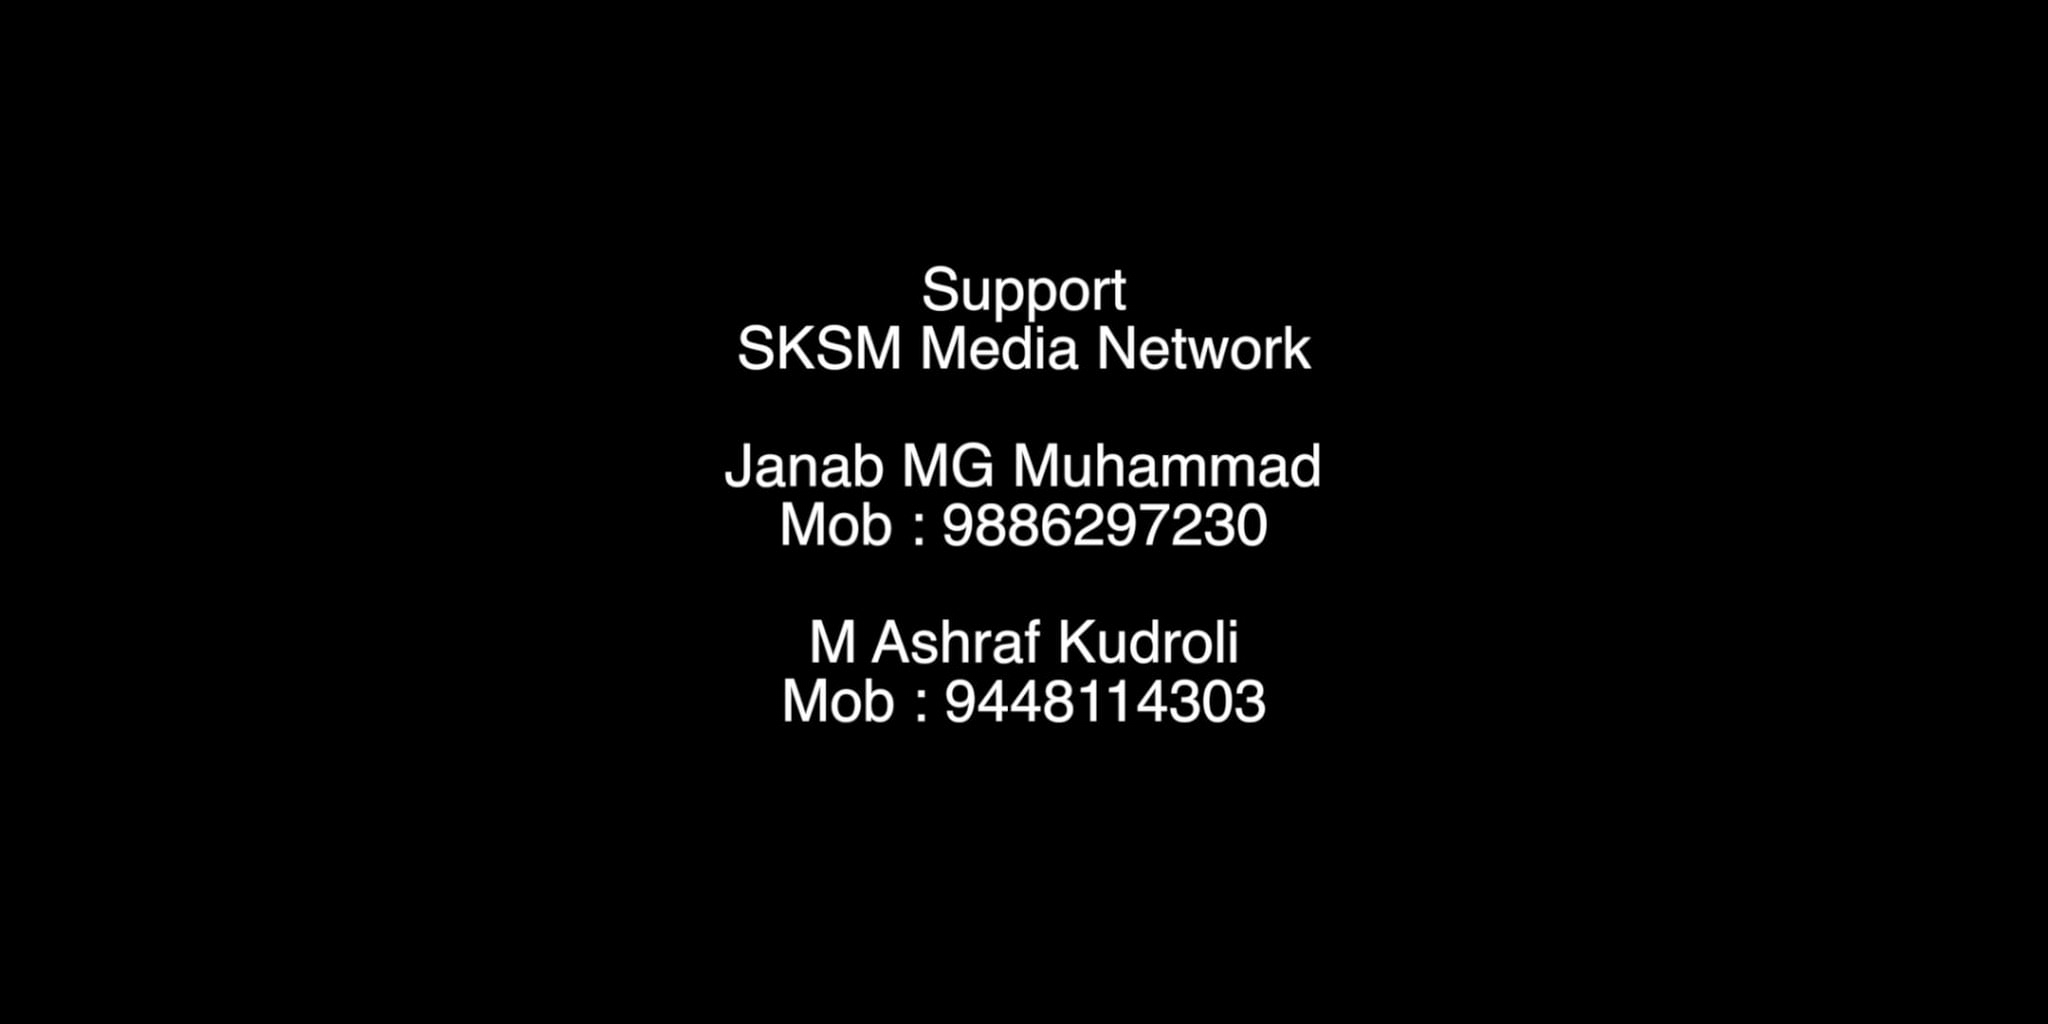 Support
SKSM Media Network
Janab MG Muhammad
Mob : 9886297230
M Ashraf Kudroli
Mob : 9448114303